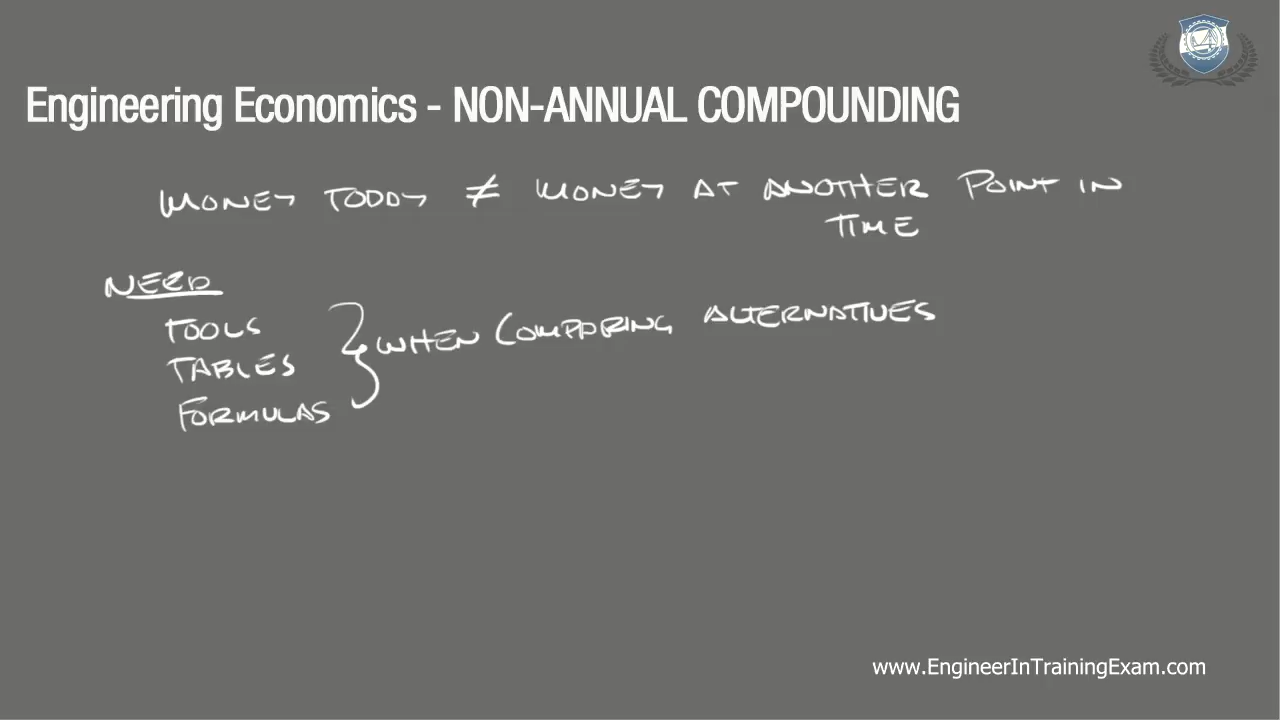 Engineering Economics - NON-ANNUAL COMPOUNDING
MONEY TODAY ≠ MONEY AT ANOTHER POINT IN
TIME
NEED
TOOLS
TABLES
FORMULAS
WHEN COMPARING ALTERNATIVES
www.EngineerInTrainingExam.com